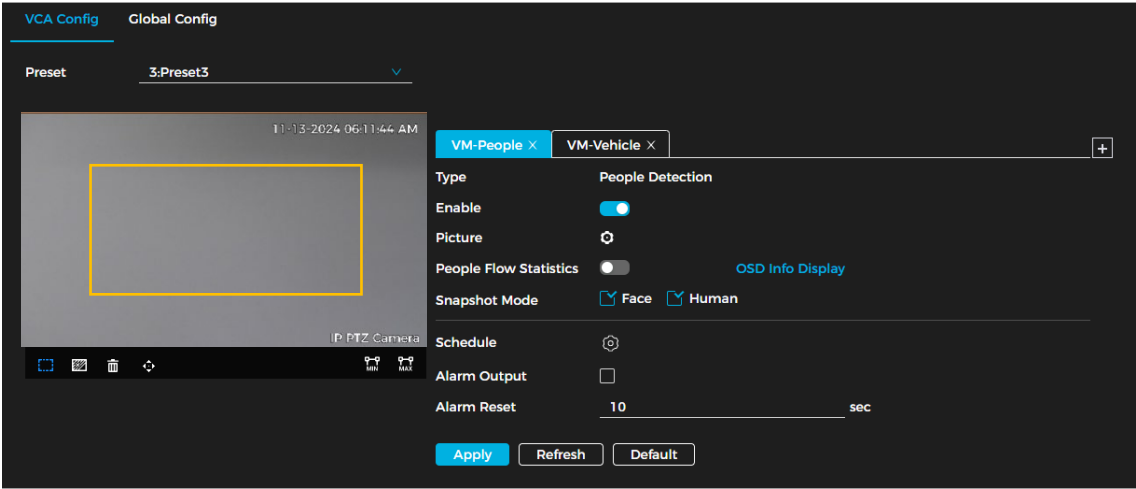 VCA Config Global Config
Preset 3:Preset3
11-13-2024 06:11:44 AM
IP PTZ Camera
MIN MAX
VM-People X VM-Vehicle X +
Type People Detection
Enable
Picture
People Flow Statistics OSD Info Display
Snapshot Mode Face Human
Schedule
Alarm Output
Alarm Reset 10 sec
Apply Refresh Default